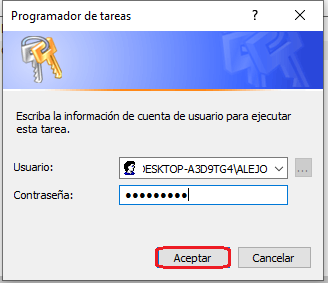 Programador de tareas
Escriba la información de cuenta de usuario para ejecutar
esta tarea.
Usuario: DESKTOP-A3D9TG4\ALEJO
Contraseña: •••••••••
Aceptar Cancelar